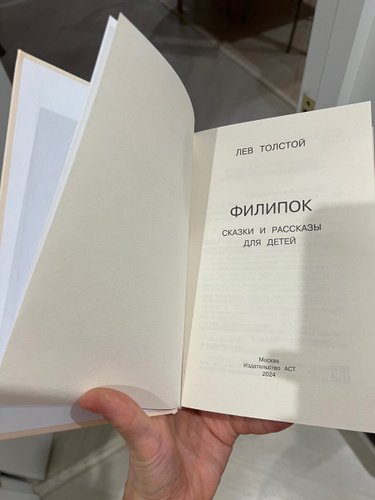 ЛЕВ ТОЛСТОЙ
ФИЛИПОК
СКАЗКИ И РАССКАЗЫ
ДЛЯ ДЕТЕЙ
Москва
Издательство АСТ
2024